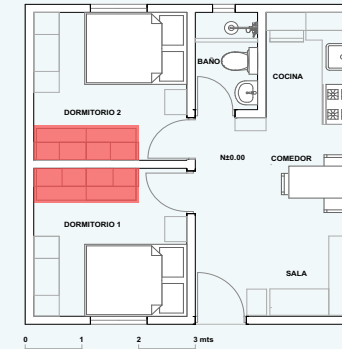 BAÑO
COCINA
DORMITORIO 2
N±0.00
COMEDOR
DORMITORIO 1
SALA
0 1 2 3 mts